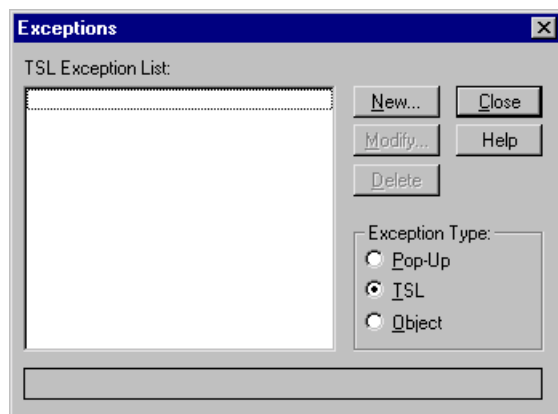 Exceptions
TSL Exception List:
New...
Close
Modify...
Help
Delete
Exception Type:
Pop-Up
TSL
Object